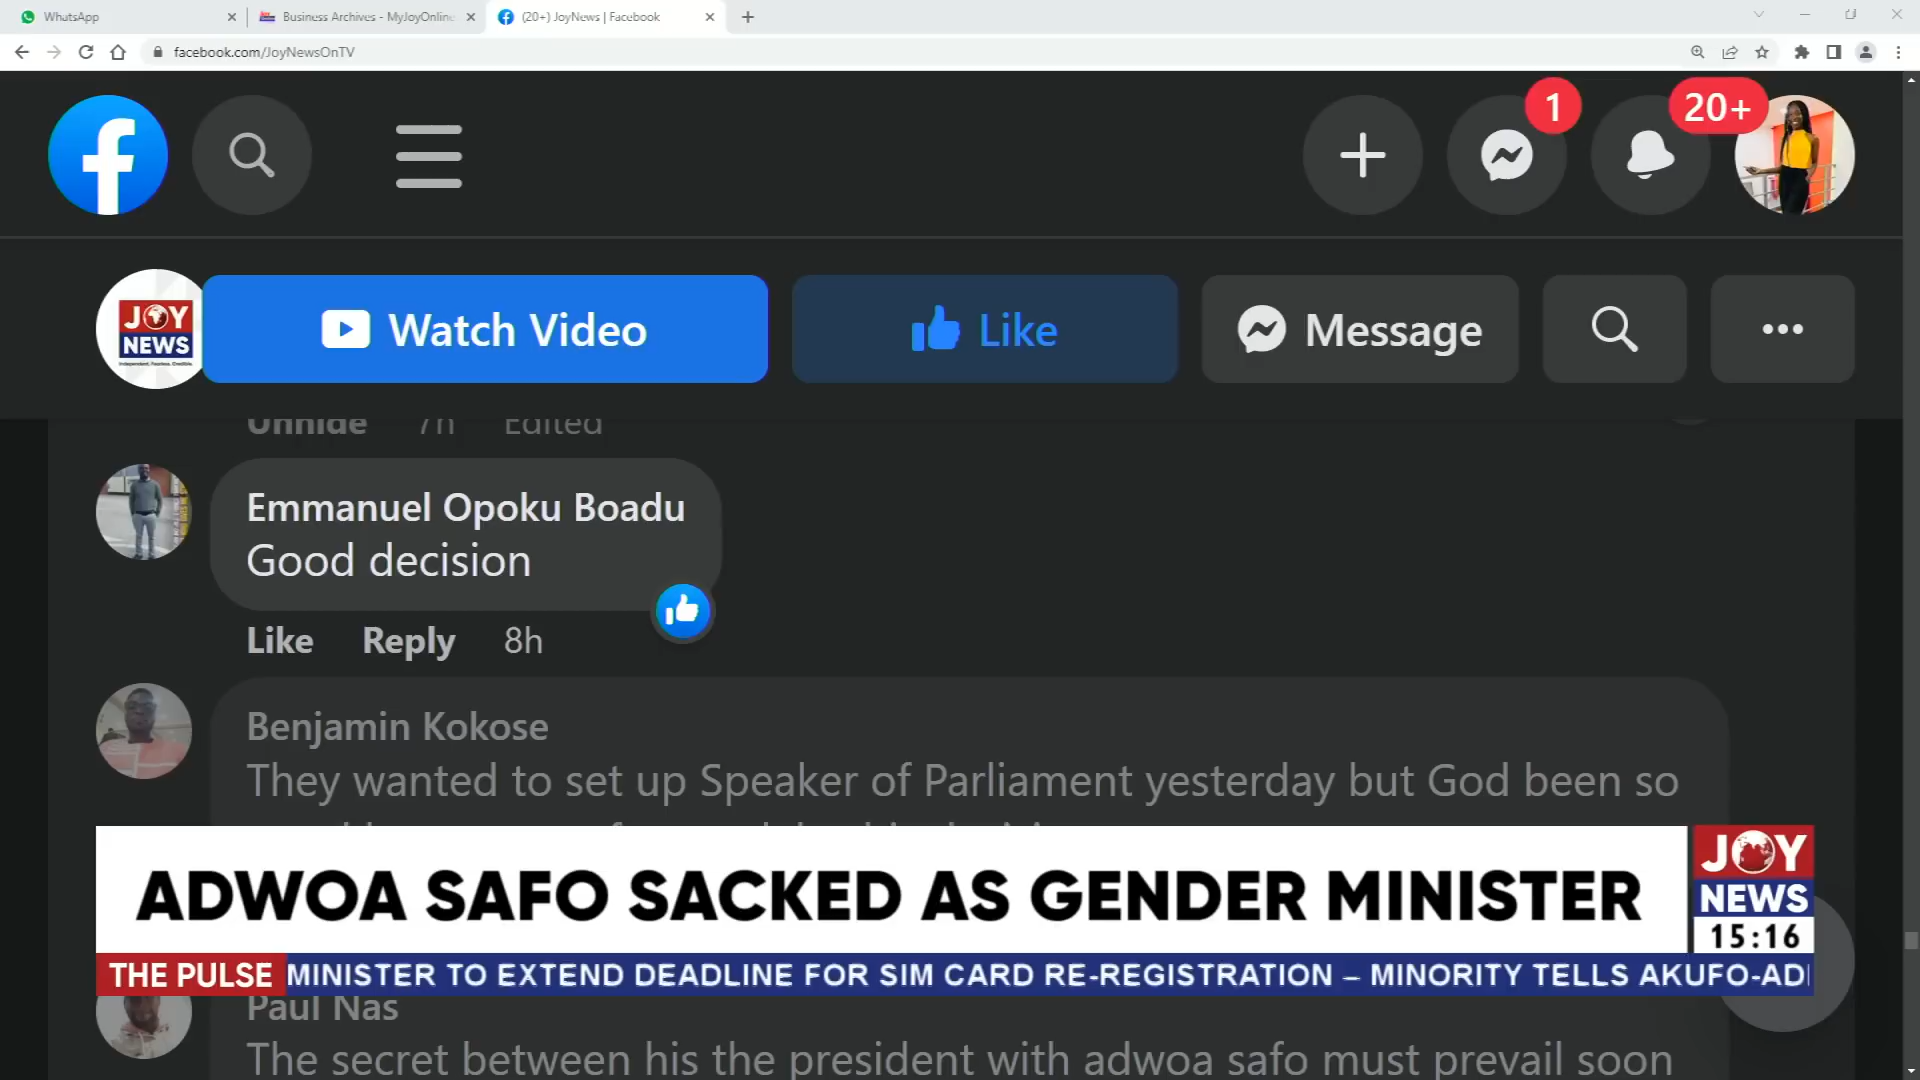 WhatsApp
Business Archives - MyJoyOnline
(20+) JoyNews | Facebook
facebook.com/JoyNewsOnTV
1
20+
JOY
NEWS
Watch Video
Like
Message
Unhide 7h Edited
Emmanuel Opoku Boadu
Good decision
Like Reply 8h
Benjamin Kokose
They wanted to set up Speaker of Parliament yesterday but God been so
ADWOA SAFO SACKED AS GENDER MINISTER
JOY
NEWS
15:16
THE PULSE
MINISTER TO EXTEND DEADLINE FOR SIM CARD RE-REGISTRATION – MINORITY TELLS AKUFO-AD
Paul Nas
The secret between his the president with adwoa safo must prevail soon